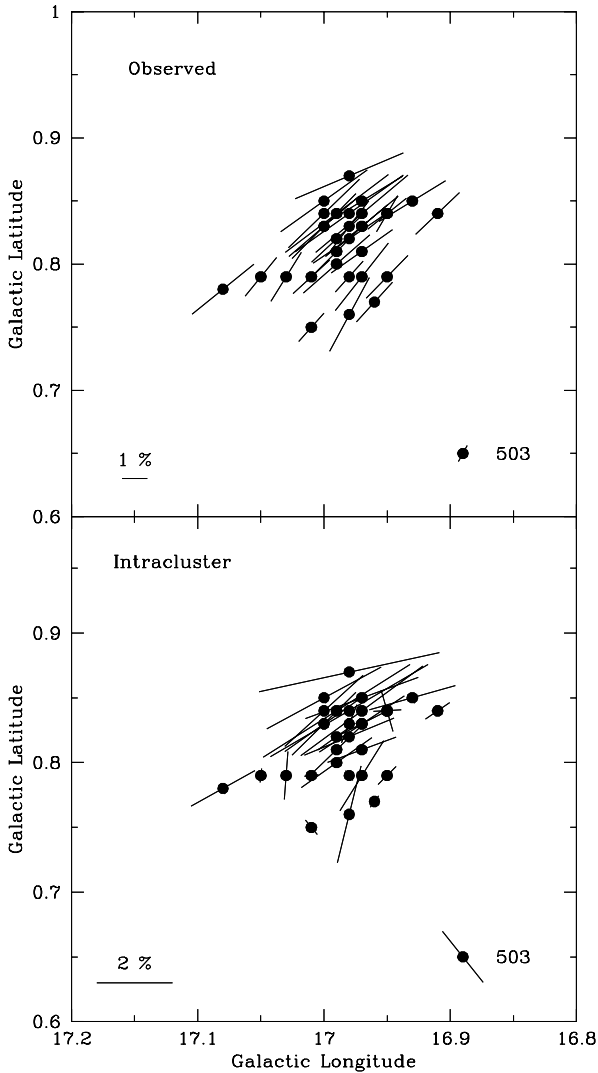 1
Observed
0.9
Galactic Latitude
0.8
0.7
1 %
503
0.6
Intracluster
0.9
Galactic Latitude
0.8
0.7
2 %
503
0.6
17.2 17.1 17 16.9 16.8
Galactic Longitude